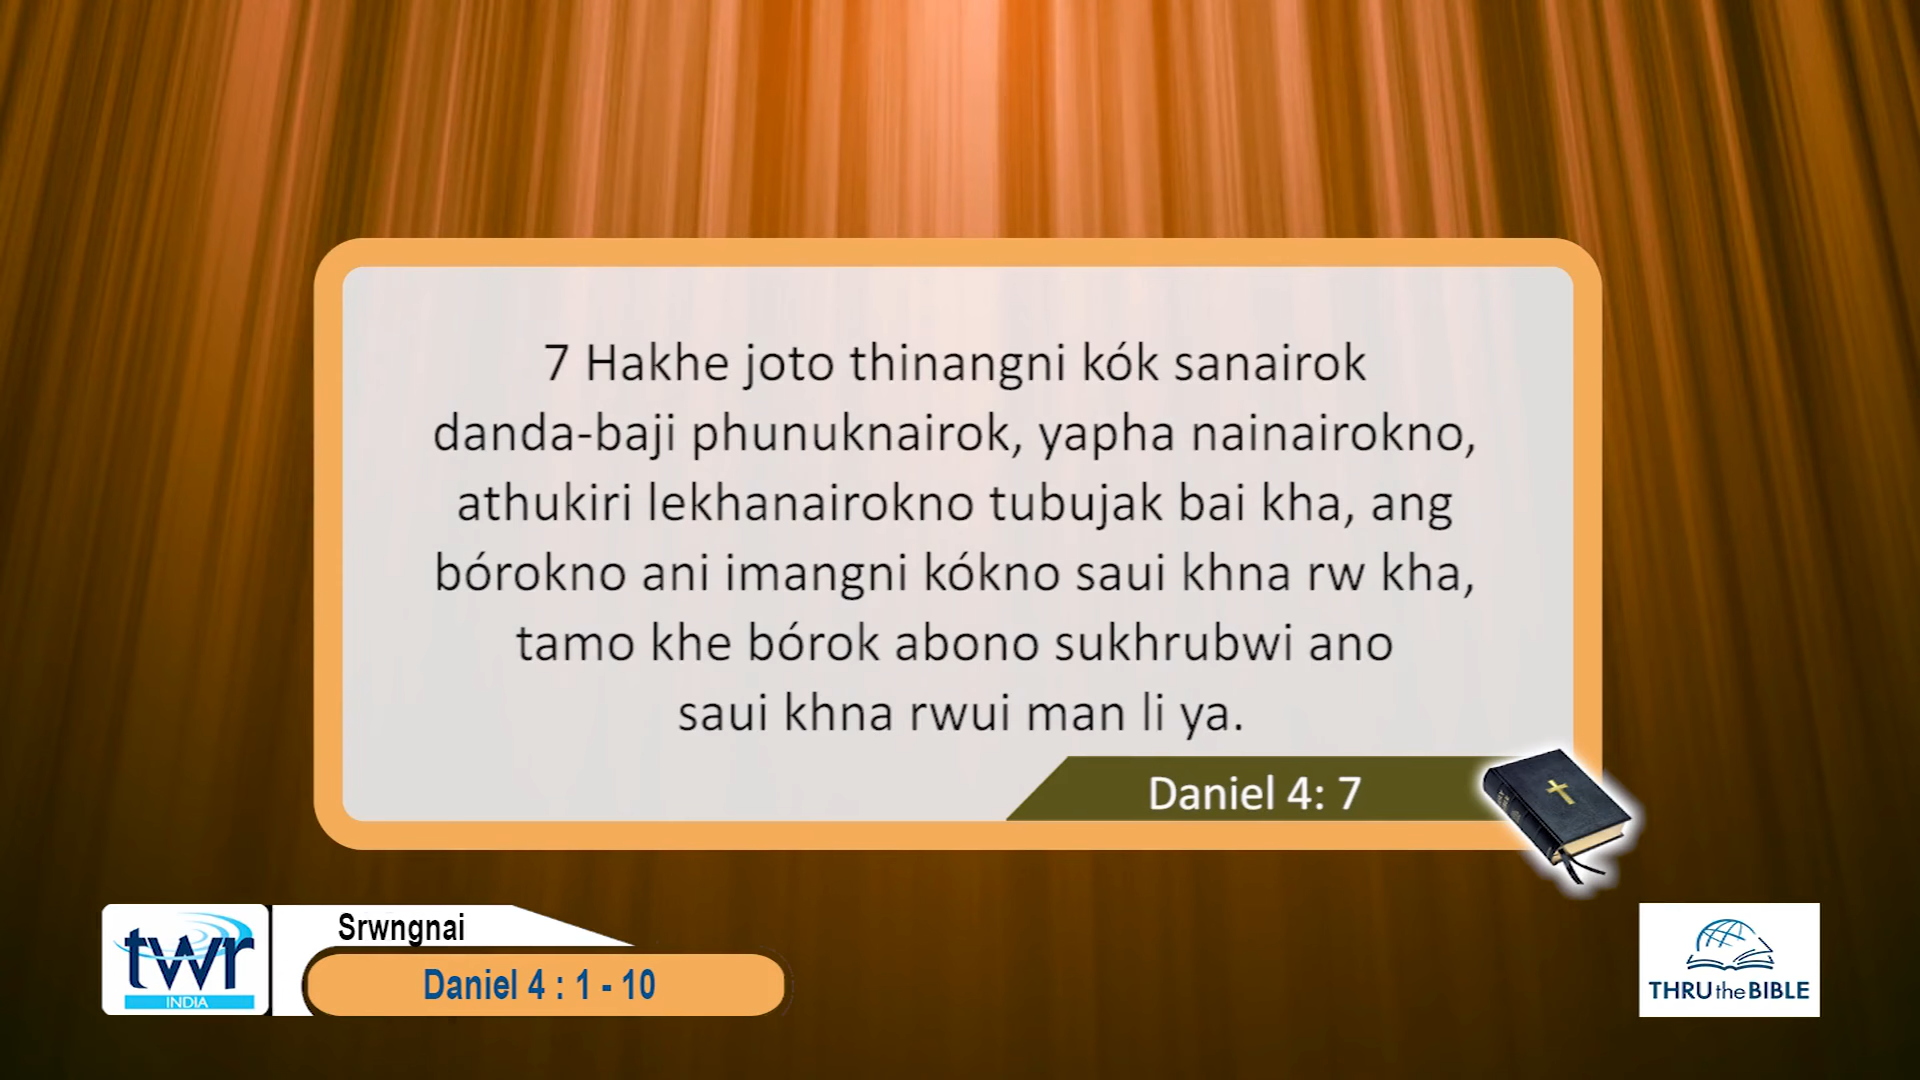 7 Hakhe joto thinangni kók sanairok
danda-baji phunuknairok, yapha nainairokno,
athukiri lekhanairokno tubujak bai kha, ang
bórokno ani imangni kókno saui khna rw kha,
tamo khe bórok abono sukhrubwi ano
saui khna rwui man li ya.
Daniel 4: 7
twr
INDIA
Srwngnai
Daniel 4 : 1 - 10
THRU the BIBLE